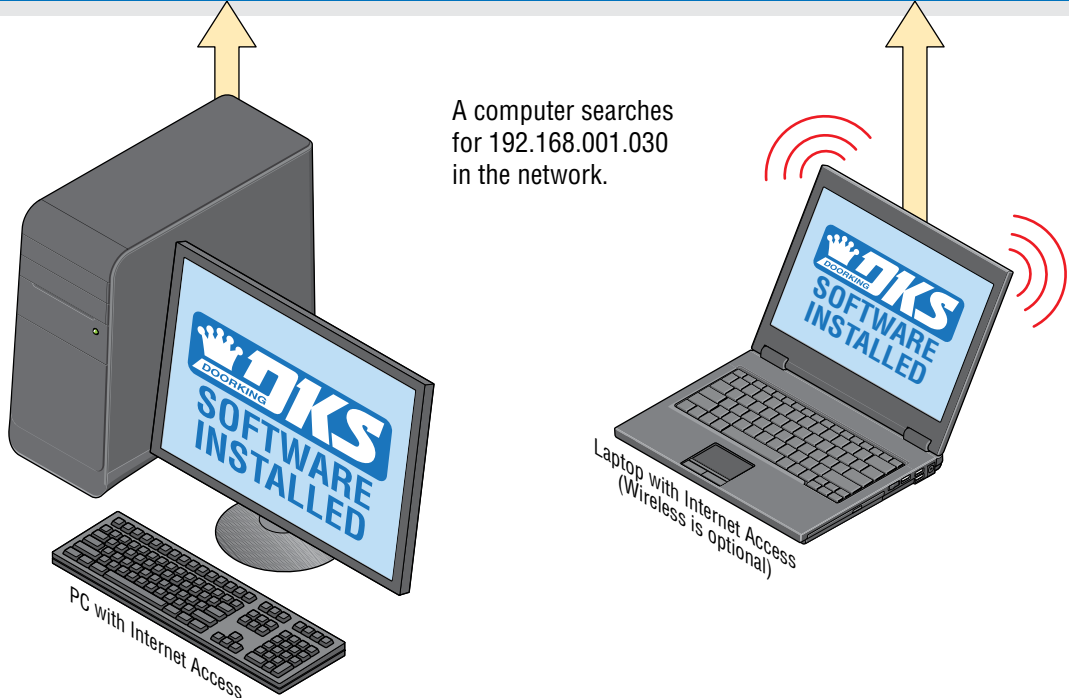 A computer searches
for 192.168.001.030
in the network.
DKS
DOORKING
SOFTWARE
INSTALLED
DKS
DOORKING
SOFTWARE
INSTALLED
Laptop with Internet Access
(Wireless is optional)
PC with Internet Access